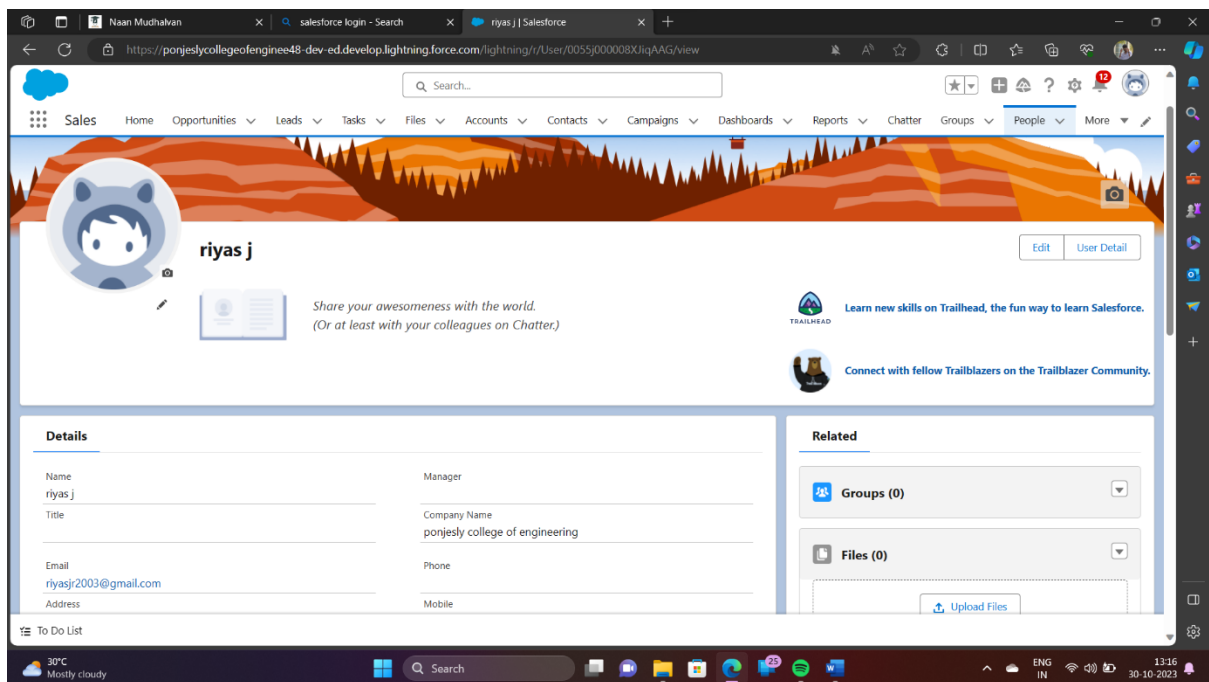 Naan Mudhalvan
salesforce login - Search
riyas j | Salesforce
https://ponjeslycollegeofenginee48-dev-ed.develop.lightning.force.com/lightning/r/User/0055j000008XJiqAAG/view
Search...
12
Sales Home Opportunities Leads Tasks Files Accounts Contacts Campaigns Dashboards Reports Chatter Groups People More
riyas j
Edit User Detail
Share your awesomeness with the world.
(Or at least with your colleagues on Chatter.)
TRAILHEAD
Learn new skills on Trailhead, the fun way to learn Salesforce.
Connect with fellow Trailblazers on the Trailblazer Community.
Details
Name
riyas j
Manager
Title
Company Name
ponjesly college of engineering
Email
riyasjr2003@gmail.com
Phone
Address
Mobile
Related
Groups (0)
Files (0)
Upload Files
To Do List
30°C
Mostly cloudy
Search
25
ENG
IN
13:16
30-10-2023